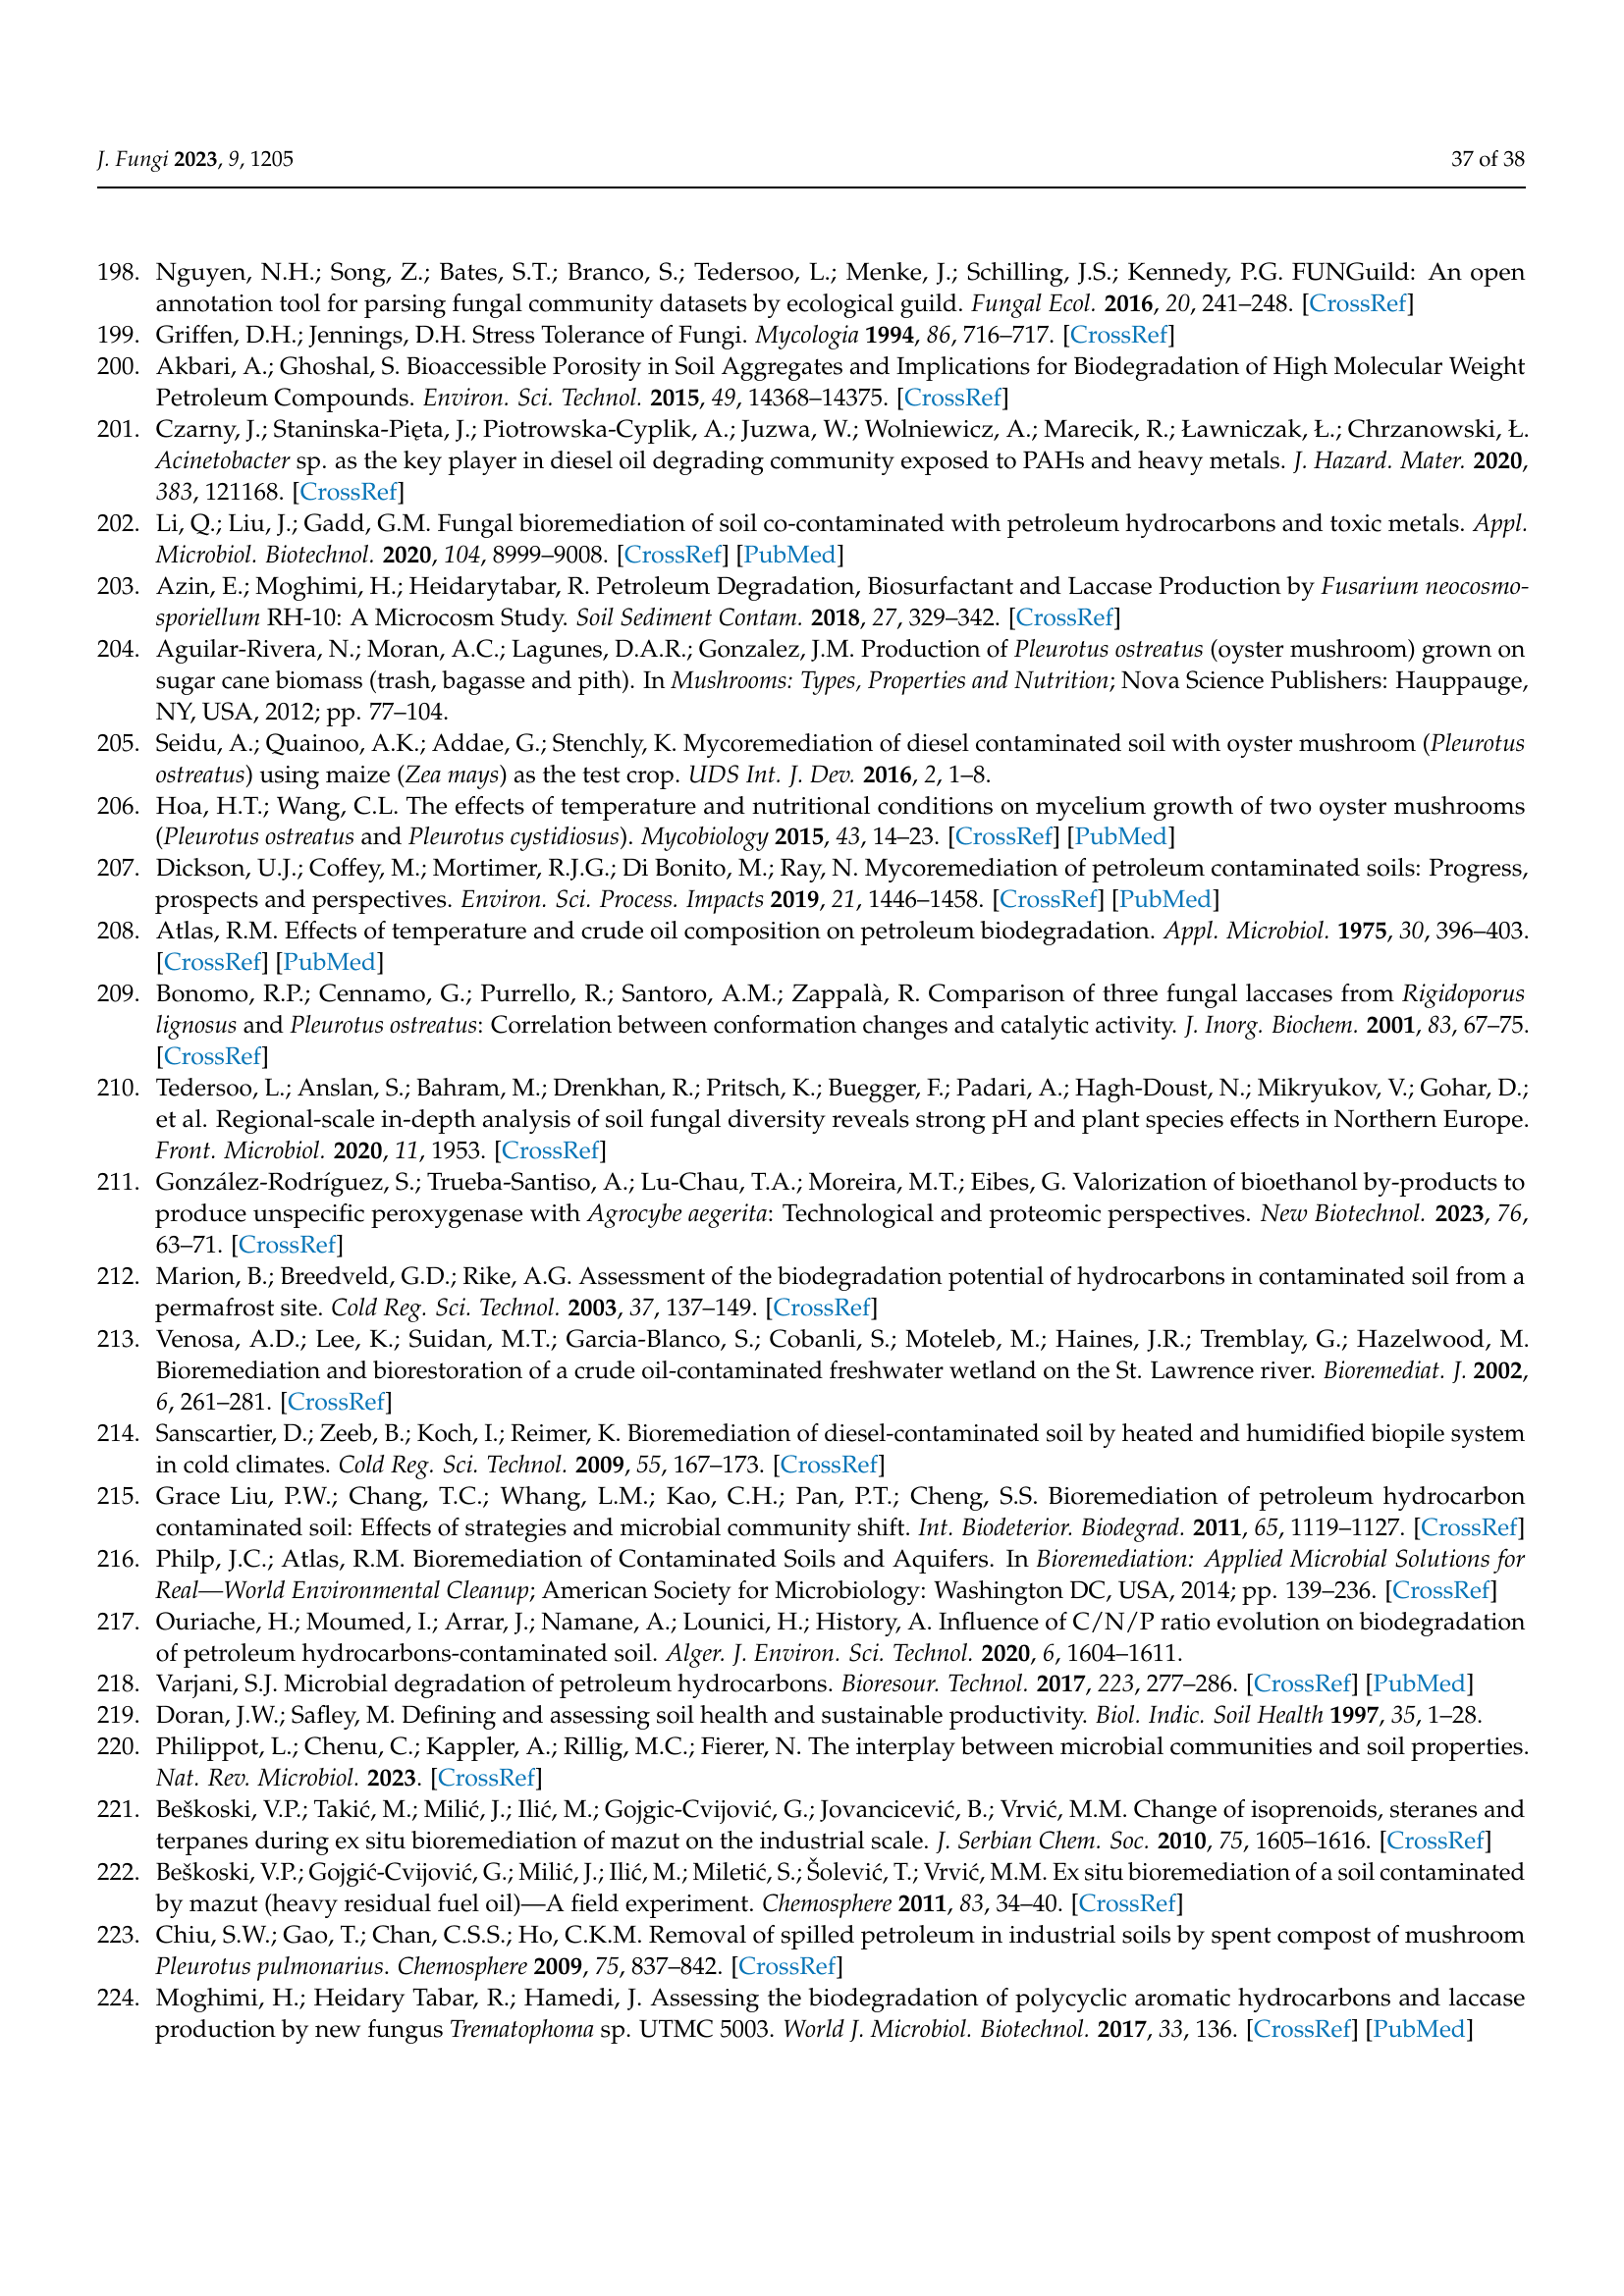 J. Fungi 2023, 9, 1205
37 of 38
198. Nguyen, N.H.; Song, Z.; Bates, S.T.; Branco, S.; Tedersoo, L.; Menke, J.; Schilling, J.S.; Kennedy, P.G. FUNGuild: An open
annotation tool for parsing fungal community datasets by ecological guild. Fungal Ecol. 2016, 20, 241–248. [CrossRef]
199. Griffen, D.H.; Jennings, D.H. Stress Tolerance of Fungi. Mycologia 1994, 86, 716–717. [CrossRef]
200. Akbari, A.; Ghoshal, S. Bioaccessible Porosity in Soil Aggregates and Implications for Biodegradation of High Molecular Weight
Petroleum Compounds. Environ. Sci. Technol. 2015, 49, 14368–14375. [CrossRef]
201. Czarny, J.; Staninska-Pięta, J.; Piotrowska-Cyplik, A.; Juzwa, W.; Wolniewicz, A.; Marecik, R.; Ławniczak, Ł.; Chrzanowski, Ł.
Acinetobacter sp. as the key player in diesel oil degrading community exposed to PAHs and heavy metals. J. Hazard. Mater. 2020,
383, 121168. [CrossRef]
202. Li, Q.; Liu, J.; Gadd, G.M. Fungal bioremediation of soil co-contaminated with petroleum hydrocarbons and toxic metals. Appl.
Microbiol. Biotechnol. 2020, 104, 8999–9008. [CrossRef] [PubMed]
203. Azin, E.; Moghimi, H.; Heidarytabar, R. Petroleum Degradation, Biosurfactant and Laccase Production by Fusarium neocosmo-
sporiellum RH-10: A Microcosm Study. Soil Sediment Contam. 2018, 27, 329–342. [CrossRef]
204. Aguilar-Rivera, N.; Moran, A.C.; Lagunes, D.A.R.; Gonzalez, J.M. Production of Pleurotus ostreatus (oyster mushroom) grown on
sugar cane biomass (trash, bagasse and pith). In Mushrooms: Types, Properties and Nutrition; Nova Science Publishers: Hauppauge,
NY, USA, 2012; pp. 77–104.
205. Seidu, A.; Quainoo, A.K.; Addae, G.; Stenchly, K. Mycoremediation of diesel contaminated soil with oyster mushroom (Pleurotus
ostreatus) using maize (Zea mays) as the test crop. UDS Int. J. Dev. 2016, 2, 1–8.
206. Hoa, H.T.; Wang, C.L. The effects of temperature and nutritional conditions on mycelium growth of two oyster mushrooms
(Pleurotus ostreatus and Pleurotus cystidiosus). Mycobiology 2015, 43, 14–23. [CrossRef] [PubMed]
207. Dickson, U.J.; Coffey, M.; Mortimer, R.J.G.; Di Bonito, M.; Ray, N. Mycoremediation of petroleum contaminated soils: Progress,
prospects and perspectives. Environ. Sci. Process. Impacts 2019, 21, 1446–1458. [CrossRef] [PubMed]
208. Atlas, R.M. Effects of temperature and crude oil composition on petroleum biodegradation. Appl. Microbiol. 1975, 30, 396–403.
[CrossRef] [PubMed]
209. Bonomo, R.P.; Cennamo, G.; Purrello, R.; Santoro, A.M.; Zappalà, R. Comparison of three fungal laccases from Rigidoporus
lignosus and Pleurotus ostreatus: Correlation between conformation changes and catalytic activity. J. Inorg. Biochem. 2001, 83, 67–75.
[CrossRef]
210. Tedersoo, L.; Anslan, S.; Bahram, M.; Drenkhan, R.; Pritsch, K.; Buegger, F.; Padari, A.; Hagh-Doust, N.; Mikryukov, V.; Gohar, D.;
et al. Regional-scale in-depth analysis of soil fungal diversity reveals strong pH and plant species effects in Northern Europe.
Front. Microbiol. 2020, 11, 1953. [CrossRef]
211. González-Rodríguez, S.; Trueba-Santiso, A.; Lu-Chau, T.A.; Moreira, M.T.; Eibes, G. Valorization of bioethanol by-products to
produce unspecific peroxygenase with Agrocybe aegerita: Technological and proteomic perspectives. New Biotechnol. 2023, 76,
63–71. [CrossRef]
212. Marion, B.; Breedveld, G.D.; Rike, A.G. Assessment of the biodegradation potential of hydrocarbons in contaminated soil from a
permafrost site. Cold Reg. Sci. Technol. 2003, 37, 137–149. [CrossRef]
213. Venosa, A.D.; Lee, K.; Suidan, M.T.; Garcia-Blanco, S.; Cobanli, S.; Moteleb, M.; Haines, J.R.; Tremblay, G.; Hazelwood, M.
Bioremediation and biorestoration of a crude oil-contaminated freshwater wetland on the St. Lawrence river. Bioremediat. J. 2002,
6, 261–281. [CrossRef]
214. Sanscartier, D.; Zeeb, B.; Koch, I.; Reimer, K. Bioremediation of diesel-contaminated soil by heated and humidified biopile system
in cold climates. Cold Reg. Sci. Technol. 2009, 55, 167–173. [CrossRef]
215. Grace Liu, P.W.; Chang, T.C.; Whang, L.M.; Kao, C.H.; Pan, P.T.; Cheng, S.S. Bioremediation of petroleum hydrocarbon
contaminated soil: Effects of strategies and microbial community shift. Int. Biodeterior. Biodegrad. 2011, 65, 1119–1127. [CrossRef]
216. Philp, J.C.; Atlas, R.M. Bioremediation of Contaminated Soils and Aquifers. In Bioremediation: Applied Microbial Solutions for
Real—World Environmental Cleanup; American Society for Microbiology: Washington DC, USA, 2014; pp. 139–236. [CrossRef]
217. Ouriache, H.; Moumed, I.; Arrar, J.; Namane, A.; Lounici, H.; History, A. Influence of C/N/P ratio evolution on biodegradation
of petroleum hydrocarbons-contaminated soil. Alger. J. Environ. Sci. Technol. 2020, 6, 1604–1611.
218. Varjani, S.J. Microbial degradation of petroleum hydrocarbons. Bioresour. Technol. 2017, 223, 277–286. [CrossRef] [PubMed]
219. Doran, J.W.; Safley, M. Defining and assessing soil health and sustainable productivity. Biol. Indic. Soil Health 1997, 35, 1–28.
220. Philippot, L.; Chenu, C.; Kappler, A.; Rillig, M.C.; Fierer, N. The interplay between microbial communities and soil properties.
Nat. Rev. Microbiol. 2023. [CrossRef]
221. Beškoski, V.P.; Takić, M.; Milić, J.; Ilić, M.; Gojgic-Cvijović, G.; Jovancicević, B.; Vrvić, M.M. Change of isoprenoids, steranes and
terpanes during ex situ bioremediation of mazut on the industrial scale. J. Serbian Chem. Soc. 2010, 75, 1605–1616. [CrossRef]
222. Beškoski, V.P.; Gojgić-Cvijović, G.; Milić, J.; Ilić, M.; Miletić, S.; Šolević, T.; Vrvić, M.M. Ex situ bioremediation of a soil contaminated
by mazut (heavy residual fuel oil)—A field experiment. Chemosphere 2011, 83, 34–40. [CrossRef]
223. Chiu, S.W.; Gao, T.; Chan, C.S.S.; Ho, C.K.M. Removal of spilled petroleum in industrial soils by spent compost of mushroom
Pleurotus pulmonarius. Chemosphere 2009, 75, 837–842. [CrossRef]
224. Moghimi, H.; Heidary Tabar, R.; Hamedi, J. Assessing the biodegradation of polycyclic aromatic hydrocarbons and laccase
production by new fungus Trematophoma sp. UTMC 5003. World J. Microbiol. Biotechnol. 2017, 33, 136. [CrossRef] [PubMed]